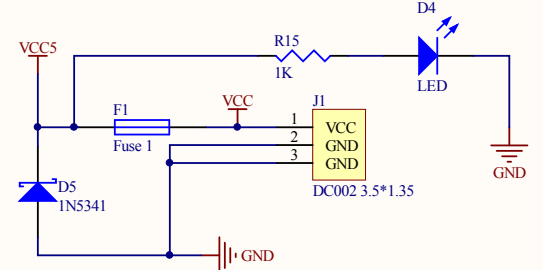 D4
R15
VCC5
1K
LED
F1
VCC
J1
1
VCC
2
GND
Fuse 1
3
GND
GND
D5
DC002 3.5*1.35
1N5341
GND